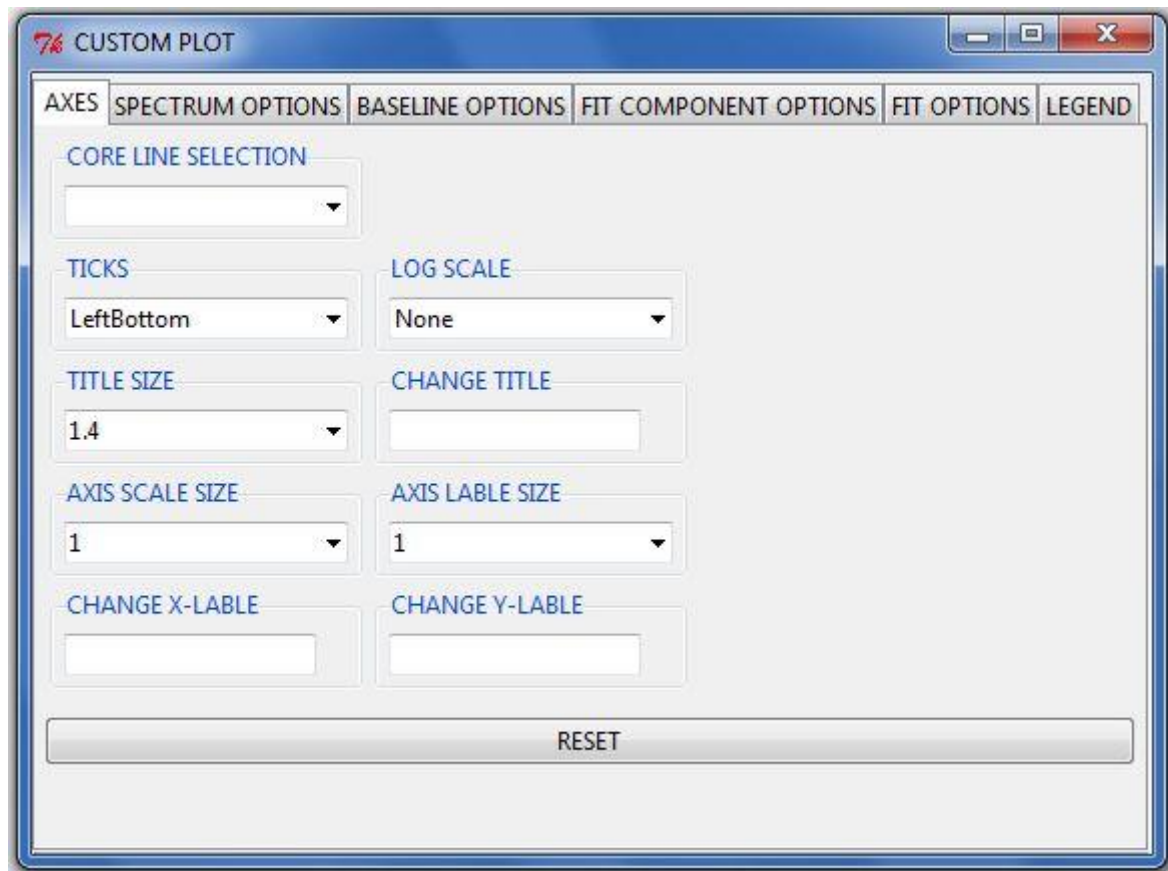 CUSTOM PLOT
AXES SPECTRUM OPTIONS BASELINE OPTIONS FIT COMPONENT OPTIONS FIT OPTIONS LEGEND
CORE LINE SELECTION
TICKS LOG SCALE
LeftBottom None
TITLE SIZE CHANGE TITLE
1.4
AXIS SCALE SIZE AXIS LABLE SIZE
1 1
CHANGE X-LABLE CHANGE Y-LABLE
RESET